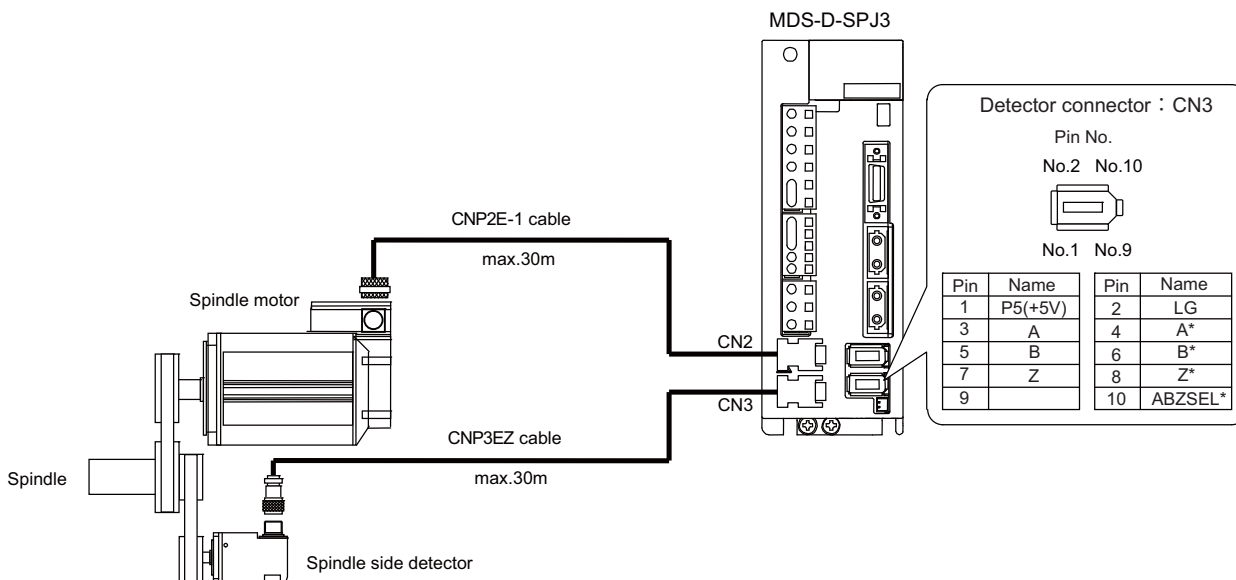 MDS-D-SPJ3
Detector connector：CN3
Pin No.
No.2 No.10
No.1 No.9
Pin Name Pin Name
1 P5(+5V) 2 LG
3 A 4 A*
5 B 6 B*
7 Z 8 Z*
9 10 ABZSEL*
CNP2E-1 cable
max.30m
Spindle motor
CN2
CN3
CNP3EZ cable
max.30m
Spindle
Spindle side detector